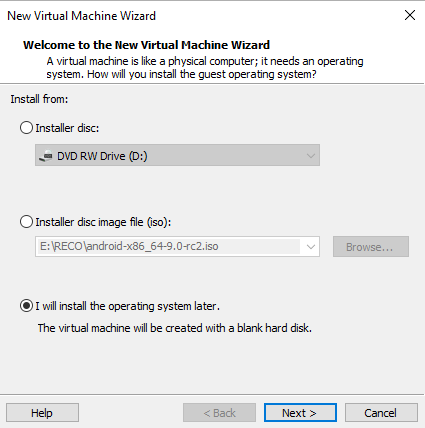 New Virtual Machine Wizard
Welcome to the New Virtual Machine Wizard
A virtual machine is like a physical computer; it needs an operating
system. How will you install the guest operating system?
Install from:
Installer disc:
DVD RW Drive (D:)
Installer disc image file (iso):
E:\RECO\android-x86_64-9.0-rc2.iso
Browse...
I will install the operating system later.
The virtual machine will be created with a blank hard disk.
Help
< Back
Next >
Cancel